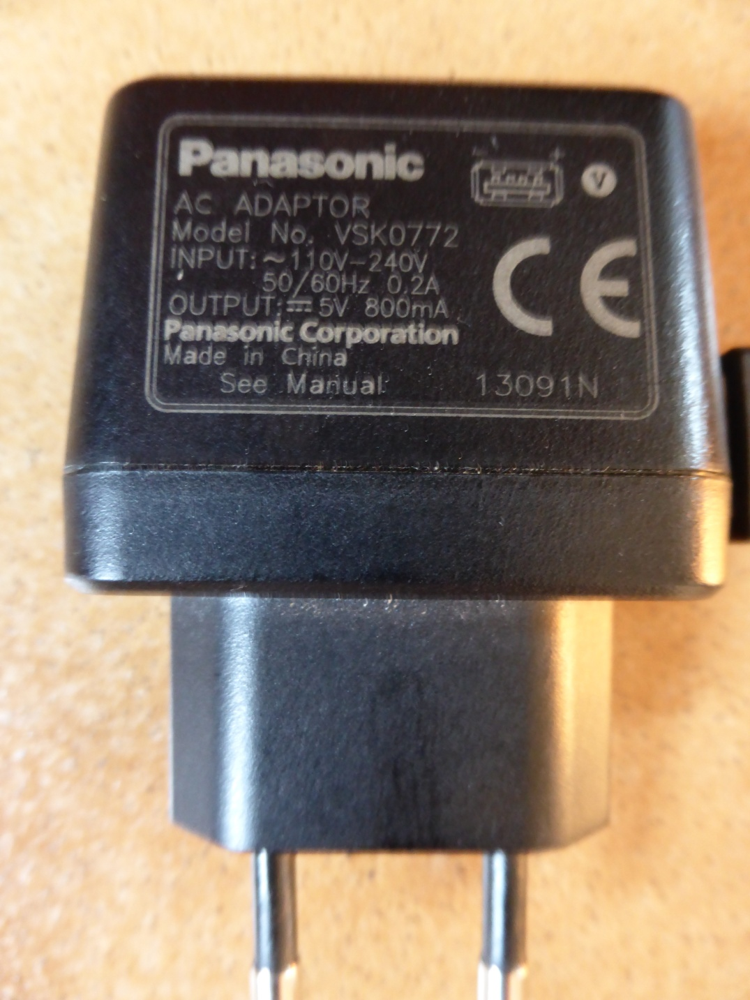 Panasonic
- +
V
AC ADAPTOR
Model No. VSK0772
INPUT: ~110V-240V
50/60Hz 0.2A
OUTPUT: ⎓ 5V 800mA
CE
Panasonic Corporation
Made in China
See Manual 13091N